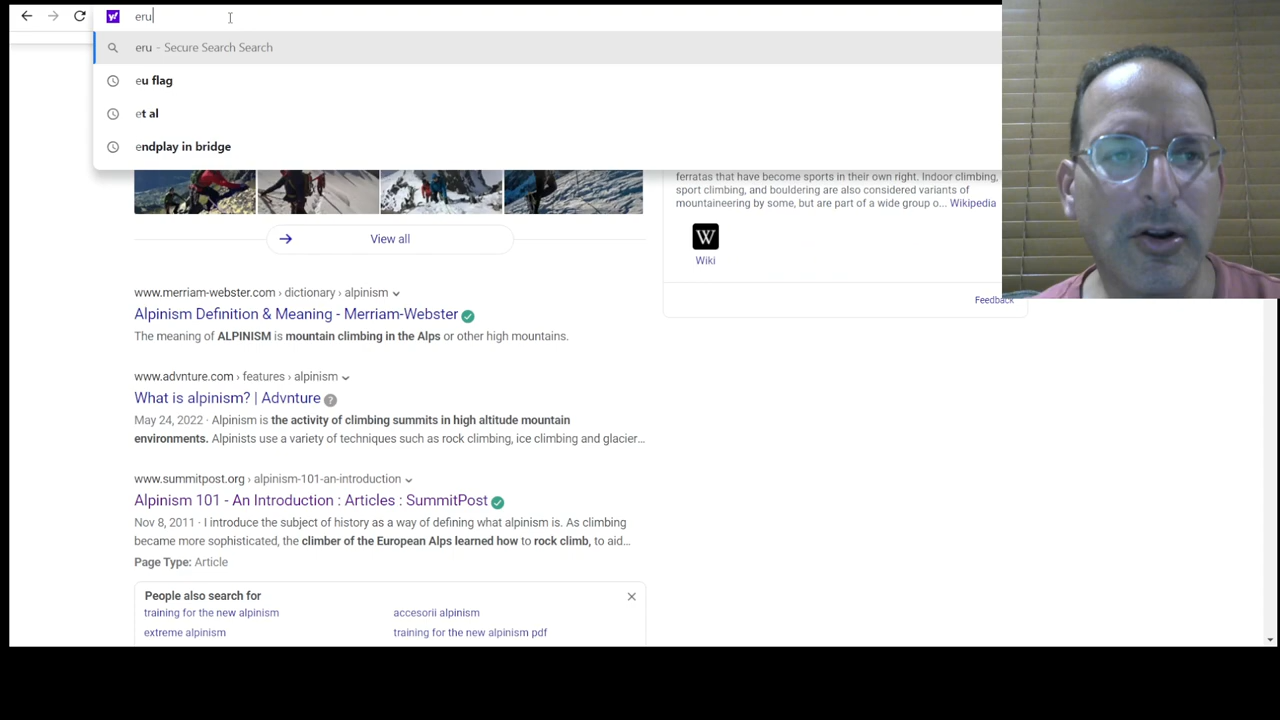 eru
eru - Secure Search Search
eu flag
et al
endplay in bridge
ferratas that have become sports in their own right. Indoor climbing,
sport climbing, and bouldering are also considered variants of
mountaineering by some, but are part of a wide group o... Wikipedia
W
Wiki
Feedback
View all
www.merriam-webster.com › dictionary › alpinism
Alpinism Definition & Meaning - Merriam-Webster
The meaning of ALPINISM is mountain climbing in the Alps or other high mountains.
www.advnture.com › features › alpinism
What is alpinism? | Advnture
May 24, 2022 · Alpinism is the activity of climbing summits in high altitude mountain
environments. Alpinists use a variety of techniques such as rock climbing, ice climbing and glacier...
www.summitpost.org › alpinism-101-an-introduction
Alpinism 101 - An Introduction : Articles : SummitPost
Nov 8, 2011 · I introduce the subject of history as a way of defining what alpinism is. As climbing
became more sophisticated, the climber of the European Alps learned how to rock climb, to aid...
Page Type: Article
People also search for
training for the new alpinism
accesorii alpinism
extreme alpinism
training for the new alpinism pdf